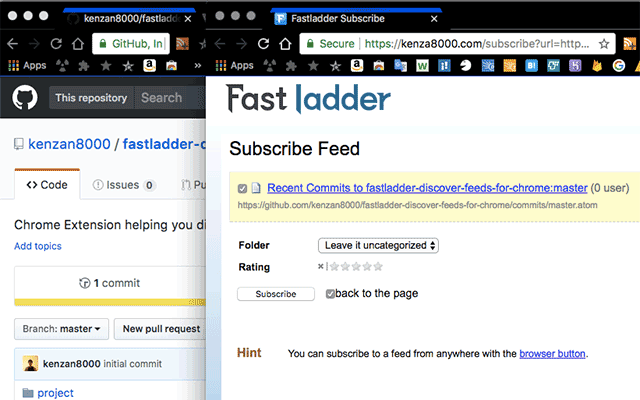 kenzan8000/fastladder
GitHub, In
Apps
»
This repository
Search
kenzan8000 / fastladder-d
Code
Issues 0
Pu
Chrome Extension helping you di
Add topics
1 commit
Branch: master
New pull request
kenzan8000 initial commit
project
Fastladder Subscribe
Secure
https://kenza8000.com/subscribe?url=http...
Apps
Fast ladder
Subscribe Feed
Recent Commits to fastladder-discover-feeds-for-chrome:master (0 user)
https://github.com/kenzan8000/fastladder-discover-feeds-for-chrome/commits/master.atom
Folder
Leave it uncategorized
Rating
Subscribe
back to the page
Hint
You can subscribe to a feed from anywhere with the browser button.